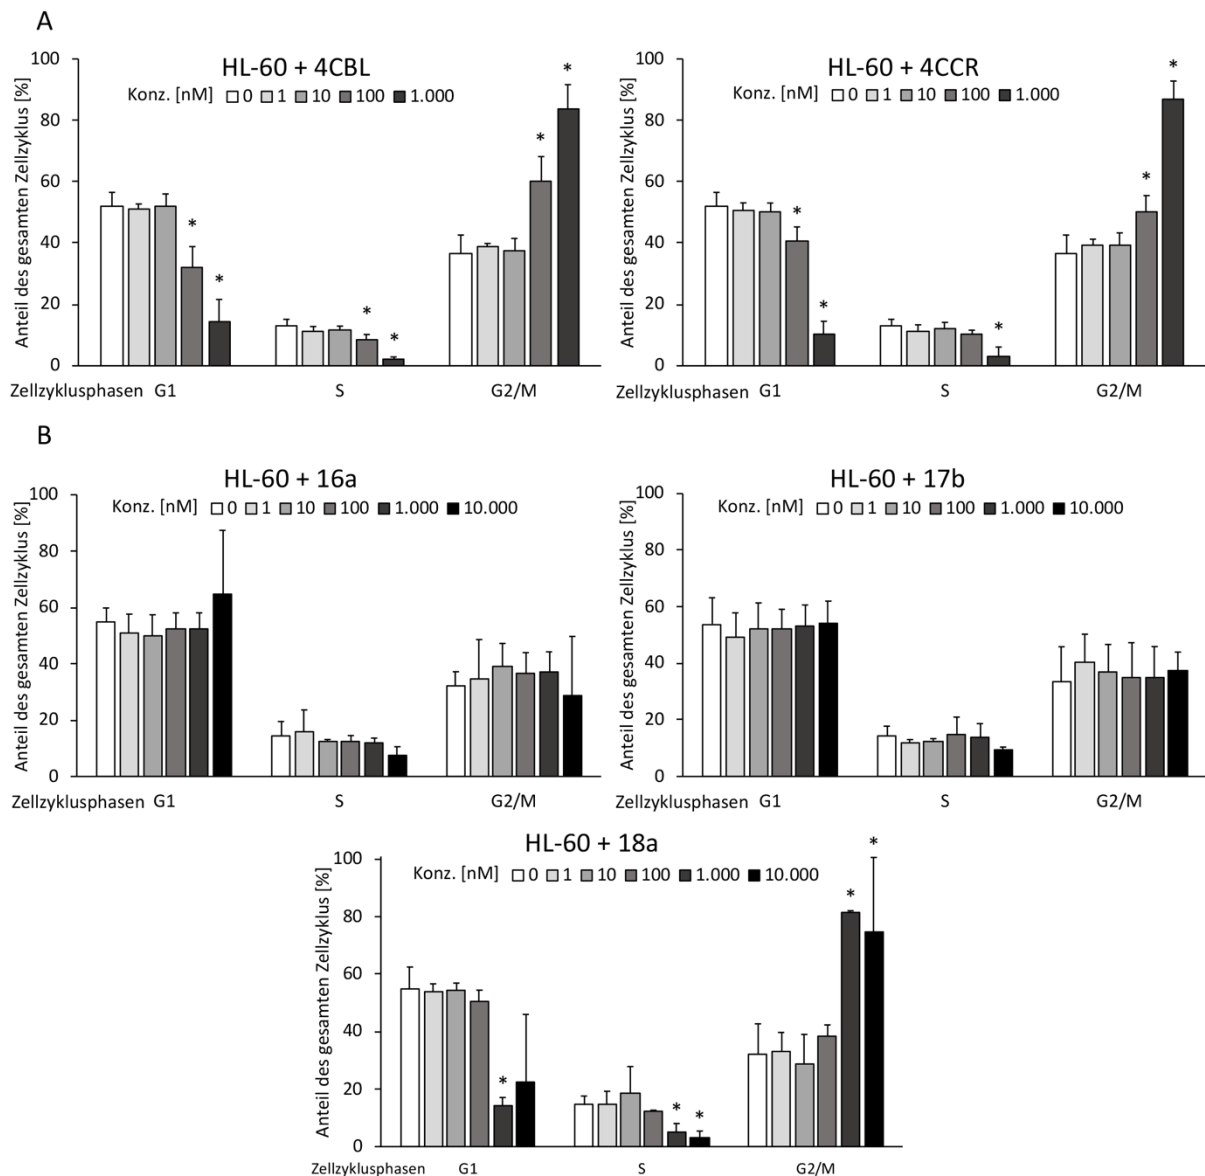 A
HL-60 + 4CBL
Konz. [nM] 0 1 10 100 1.000
Anteil des gesamten Zellzyklus [%]
100
80
60
40
20
0
* * * * * *
Zellzyklusphasen G1 S G2/M
HL-60 + 4CCR
Konz. [nM] 0 1 10 100 1.000
Anteil des gesamten Zellzyklus [%]
100
80
60
40
20
0
* * * * *
Zellzyklusphasen G1 S G2/M
B
HL-60 + 16a
Konz. [nM] 0 1 10 100 1.000 10.000
Anteil des gesamten Zellzyklus [%]
100
80
60
40
20
0
Zellzyklusphasen G1 S G2/M
HL-60 + 17b
Konz. [nM] 0 1 10 100 1.000 10.000
Anteil des gesamten Zellzyklus [%]
100
80
60
40
20
0
Zellzyklusphasen G1 S G2/M
HL-60 + 18a
Konz. [nM] 0 1 10 100 1.000 10.000
Anteil des gesamten Zellzyklus [%]
100
80
60
40
20
0
* * * * *
Zellzyklusphasen G1 S G2/M